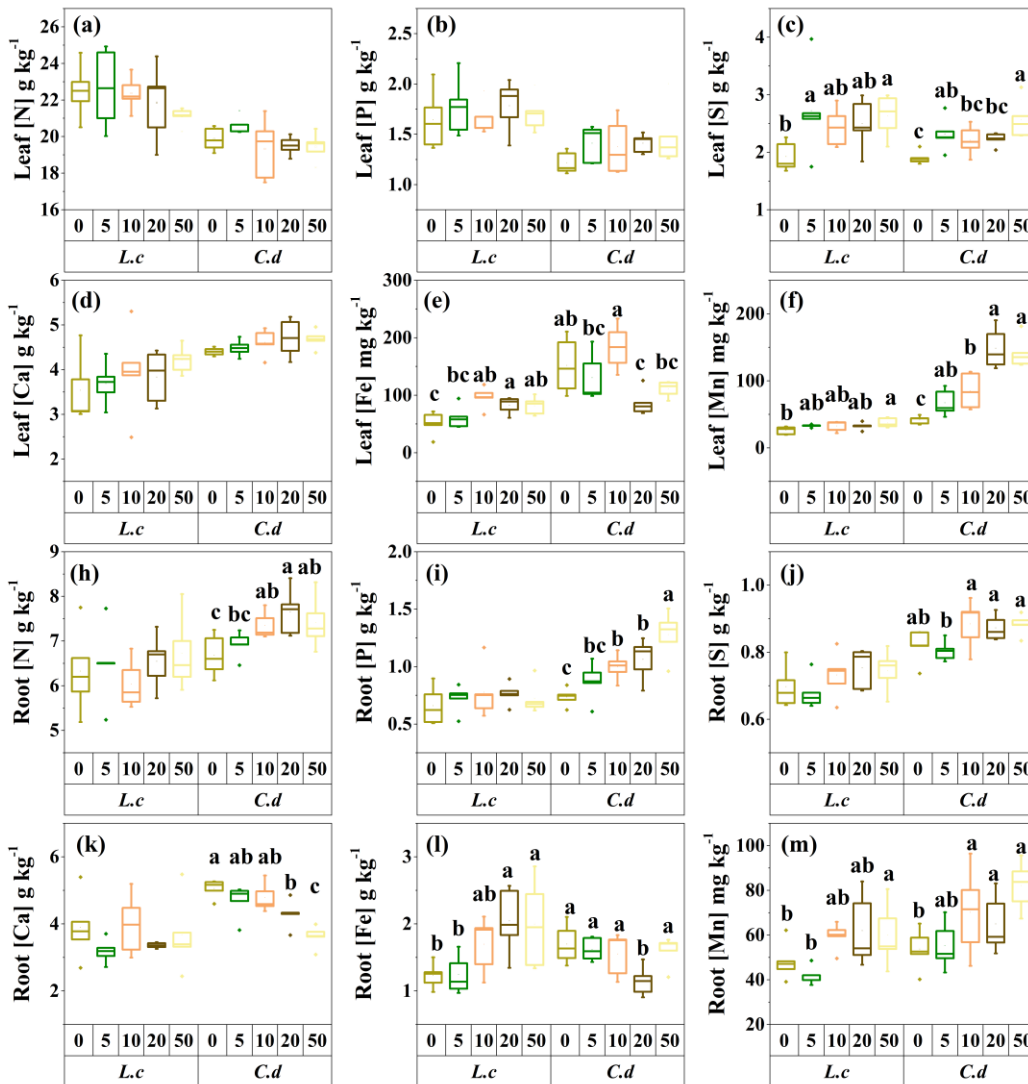 (a)
Leaf [N] g kg-1
26
24
22
20
18
16
0 5 10 20 50 0 5 10 20 50
L.c C.d
(b)
Leaf [P] g kg-1
2.5
2.0
1.5
1.0
0 5 10 20 50 0 5 10 20 50
L.c C.d
(c)
Leaf [S] g kg-1
4
3
2
1
b a ab ab a c ab bc bc a
0 5 10 20 50 0 5 10 20 50
L.c C.d
(d)
Leaf [Ca] g kg-1
6
5
4
3
2
0 5 10 20 50 0 5 10 20 50
L.c C.d
(e)
Leaf [Fe] mg kg-1
300
200
100
0
c bc ab a ab ab bc a c bc
0 5 10 20 50 0 5 10 20 50
L.c C.d
(f)
Leaf [Mn] mg kg-1
200
100
0
b ab ab ab a c ab b a a
0 5 10 20 50 0 5 10 20 50
L.c C.d
(h)
Root [N] g kg-1
9
8
7
6
5
c bc ab a ab
0 5 10 20 50 0 5 10 20 50
L.c C.d
(i)
Root [P] g kg-1
2.0
1.5
1.0
0.5
c bc b b a
0 5 10 20 50 0 5 10 20 50
L.c C.d
(j)
Root [S] g kg-1
1.0
0.8
0.6
ab b a a a
0 5 10 20 50 0 5 10 20 50
L.c C.d
(k)
Root [Ca] g kg-1
6
4
2
a ab ab b c
0 5 10 20 50 0 5 10 20 50
L.c C.d
(l)
Root [Fe] g kg-1
3
2
1
b b ab a a a a a b a
0 5 10 20 50 0 5 10 20 50
L.c C.d
(m)
Root [Mn] mg kg-1
100
80
60
40
20
b b ab a ab b b a a a
0 5 10 20 50 0 5 10 20 50
L.c C.d